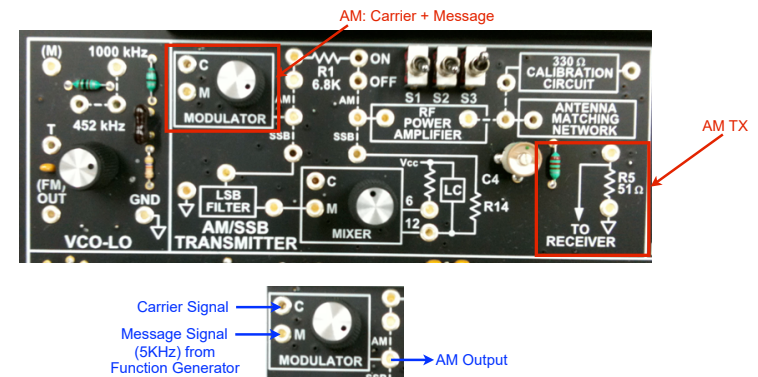 AM: Carrier + Message
(M)
1000 kHz
452 kHz
T
(FM)
OUT
GND
VCO-LO
C
M
MODULATOR
R1
6.8K
ON
OFF
AM
SSB
AM
SSB
S1 S2 S3
RF
POWER
AMPLIFIER
330 Ω
CALIBRATION
CIRCUIT
ANTENNA
MATCHING
NETWORK
LSB
FILTER
AM/SSB
TRANSMITTER
C
M
MIXER
Vcc
LC
6
12
C4
R14
R5
51Ω
TO
RECEIVER
AM TX
Carrier Signal
Message Signal
(5KHz) from
Function Generator
C
M
MODULATOR
AM
SSB
AM Output